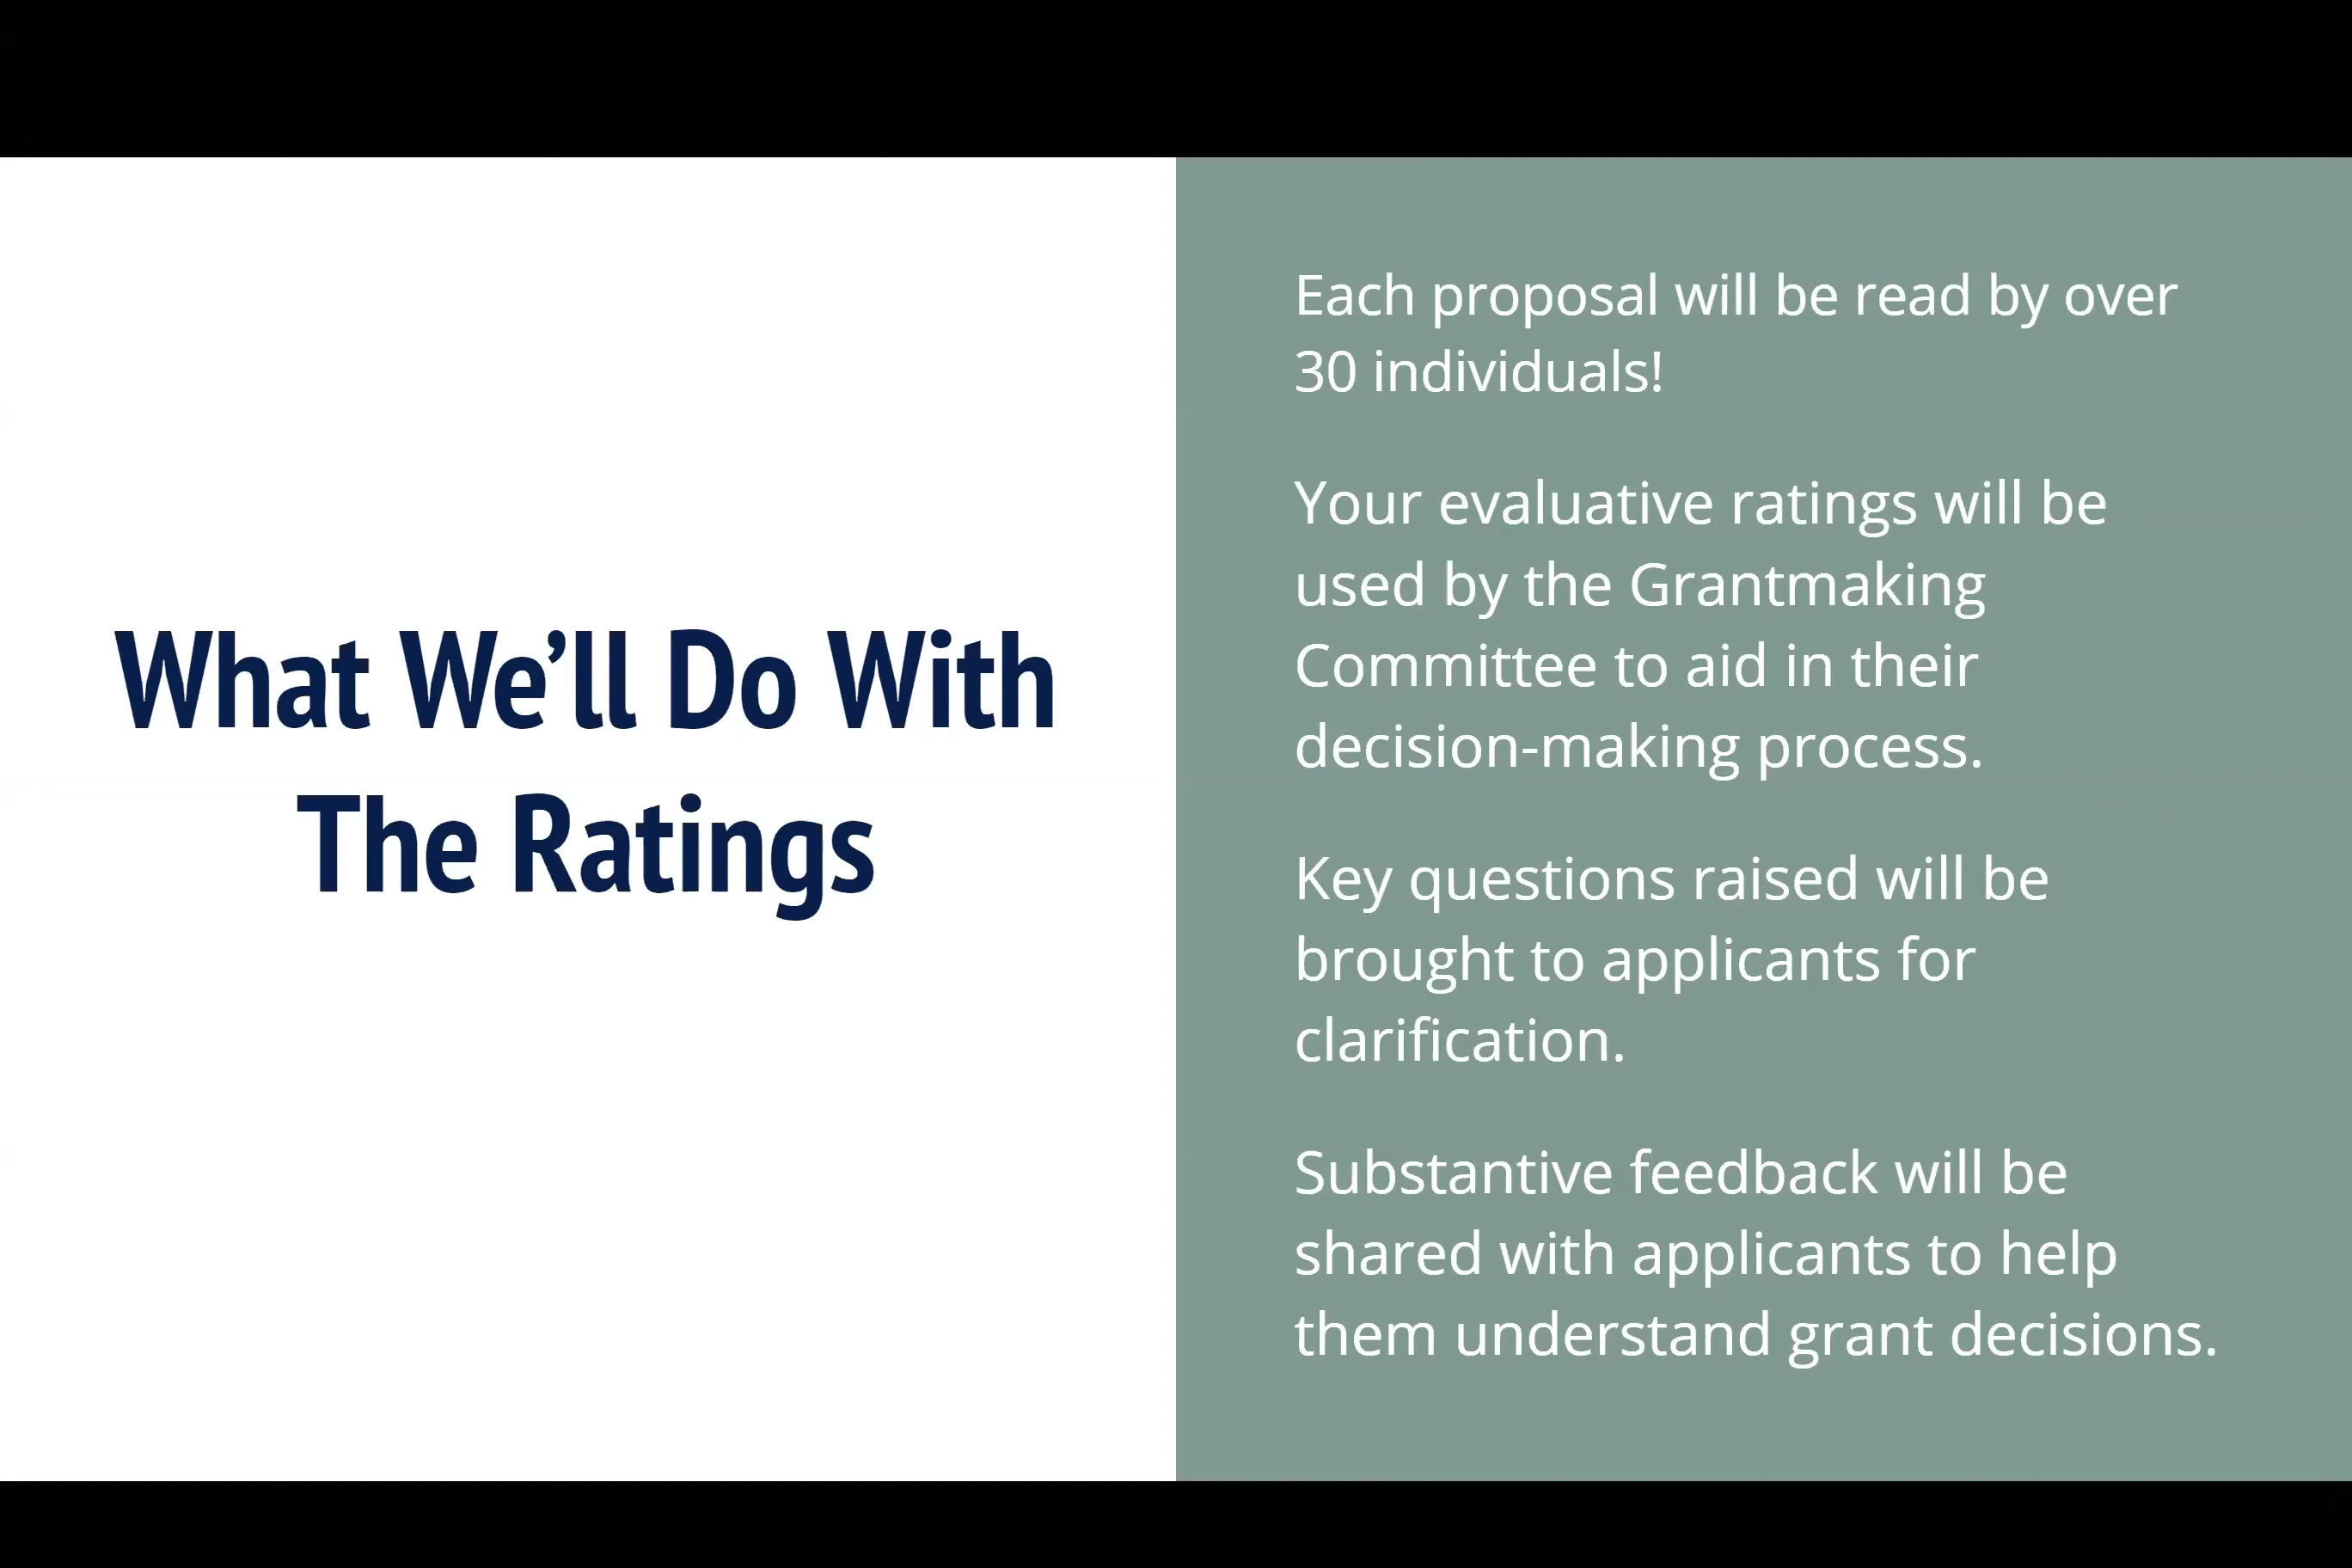 What We’ll Do With
The Ratings
Each proposal will be read by over
30 individuals!
Your evaluative ratings will be
used by the Grantmaking
Committee to aid in their
decision-making process.
Key questions raised will be
brought to applicants for
clarification.
Substantive feedback will be
shared with applicants to help
them understand grant decisions.